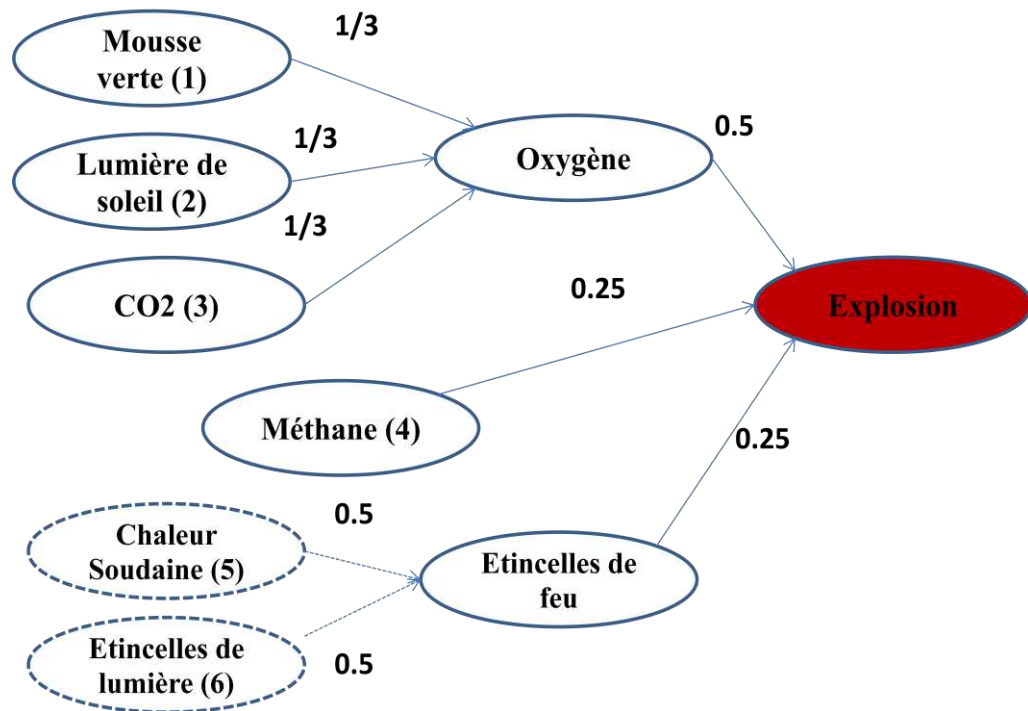 1/3
Mousse
verte (1)
1/3
0.5
Lumière de
soleil (2)
Oxygène
1/3
CO2 (3)
0.25
Explosion
Méthane (4)
0.25
0.5
Chaleur
Soudaine (5)
Etincelles de
feu
Etincelles de
lumière (6)
0.5